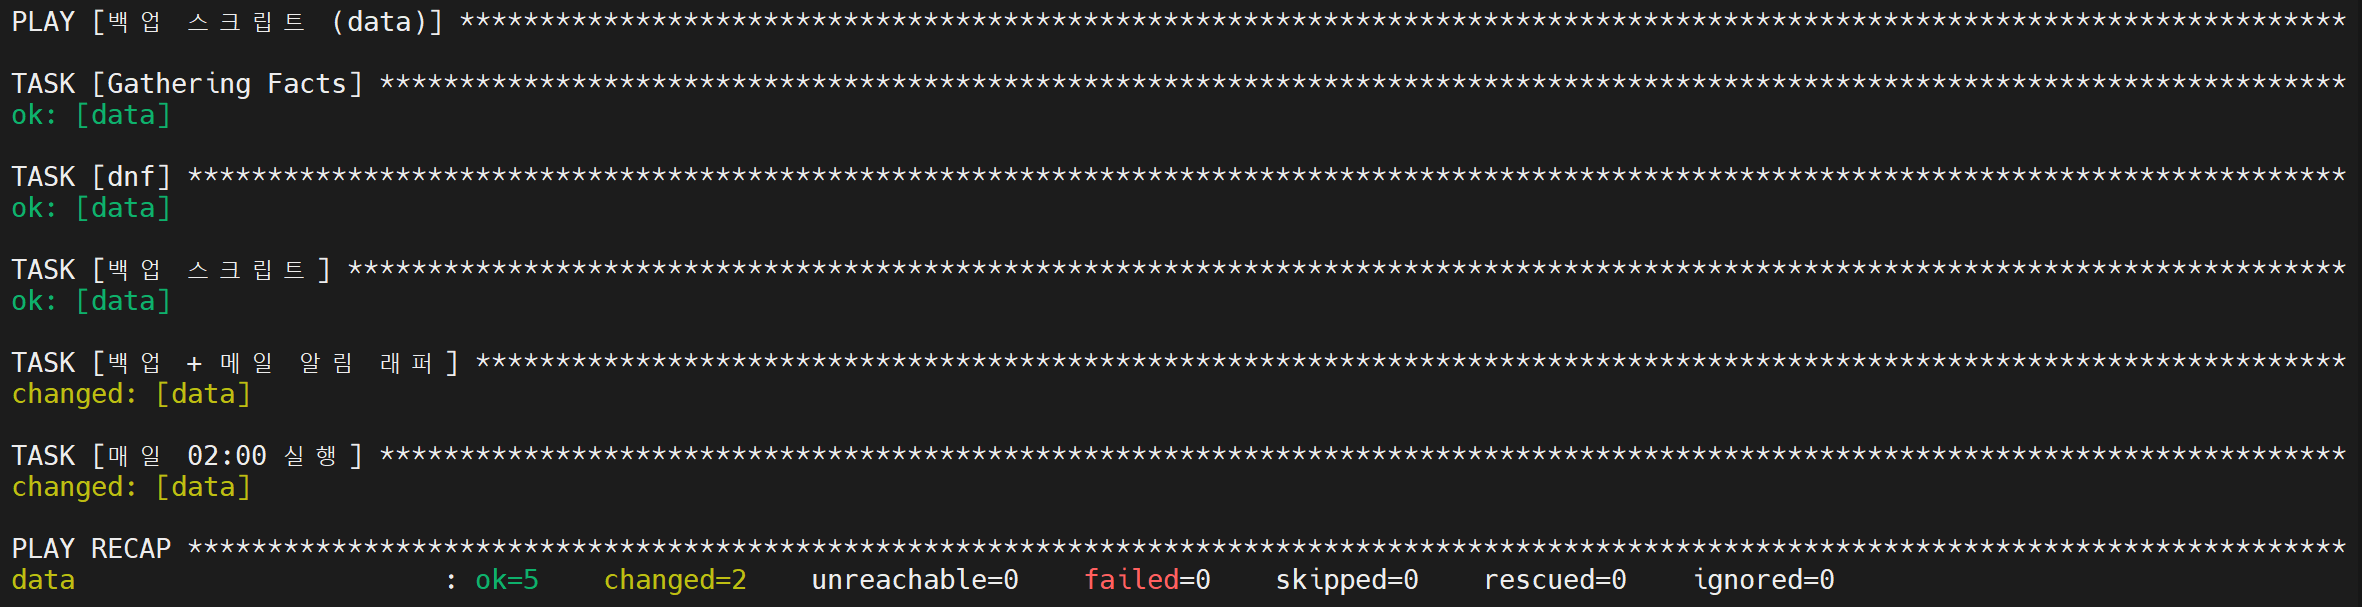 PLAY [백업 스크립트 (data)] **********************************************************************************************************************
TASK [Gathering Facts] ***************************************************************************************************************************
ok: [data]
TASK [dnf] ***************************************************************************************************************************************
ok: [data]
TASK [백업 스크립트] *****************************************************************************************************************************
ok: [data]
TASK [백업 + 메일 알림 래퍼] *********************************************************************************************************************
changed: [data]
TASK [매일 02:00 실행] ***************************************************************************************************************************
changed: [data]
PLAY RECAP ***************************************************************************************************************************************
data : ok=5 changed=2 unreachable=0 failed=0 skipped=0 rescued=0 ignored=0